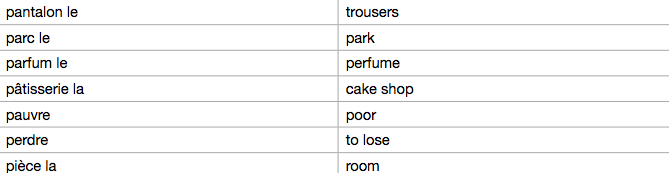 pantalon le trousers
parc le park
parfum le perfume
pâtisserie la cake shop
pauvre poor
perdre to lose
pièce la room